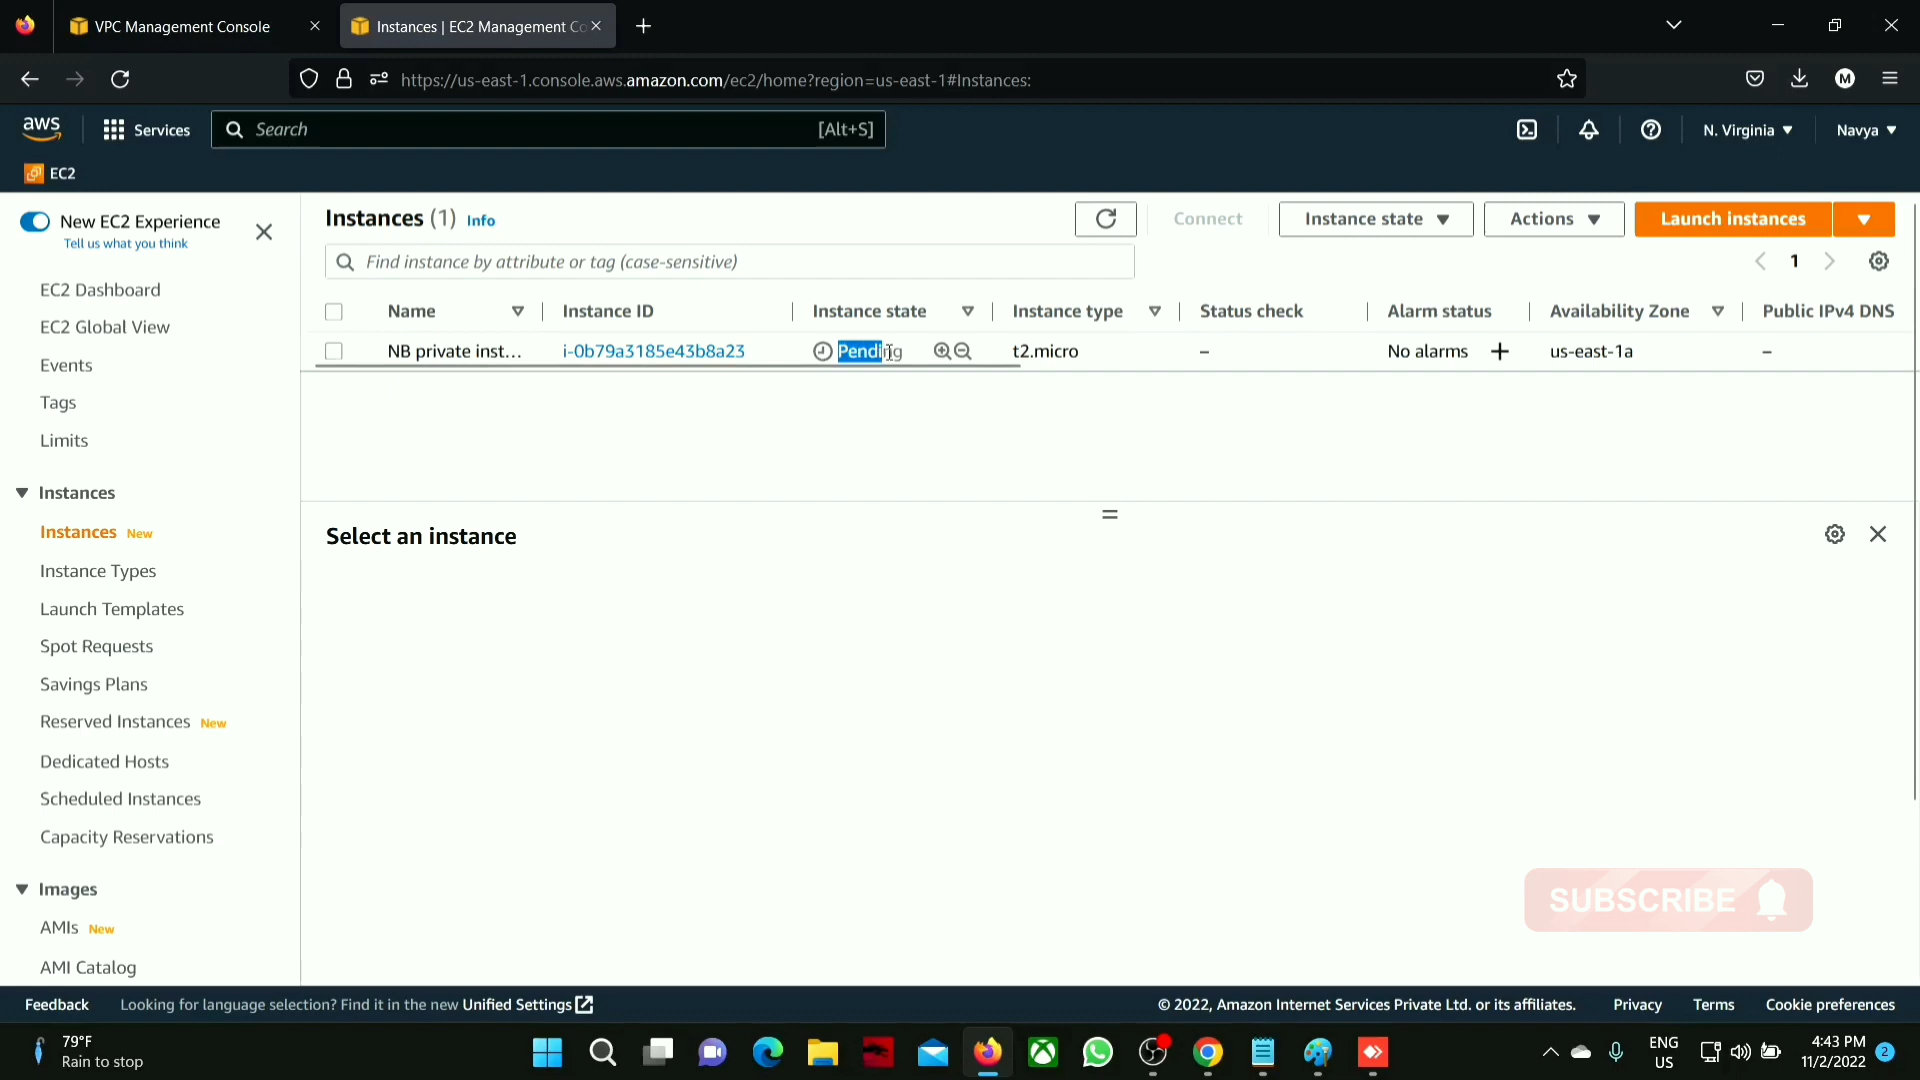 VPC Management Console
Instances | EC2 Management Co
https://us-east-1.console.aws.amazon.com/ec2/home?region=us-east-1#Instances:
M
aws
Services
Search
[Alt+S]
N. Virginia
Navya
EC2
New EC2 Experience
Tell us what you think
EC2 Dashboard
EC2 Global View
Events
Tags
Limits
Instances
Instances New
Instance Types
Launch Templates
Spot Requests
Savings Plans
Reserved Instances New
Dedicated Hosts
Scheduled Instances
Capacity Reservations
Images
AMIs New
AMI Catalog
Instances (1) Info
Connect
Instance state
Actions
Launch instances
Find instance by attribute or tag (case-sensitive)
1
Name Instance ID Instance state Instance type Status check Alarm status Availability Zone Public IPv4 DNS
NB private inst... i-0b79a3185e43b8a23 Pending t2.micro – No alarms + us-east-1a –
Select an instance
SUBSCRIBE
Feedback Looking for language selection? Find it in the new Unified Settings
© 2022, Amazon Internet Services Private Ltd. or its affiliates. Privacy Terms Cookie preferences
79°F
Rain to stop
ENG
US
4:43 PM
11/2/2022
2